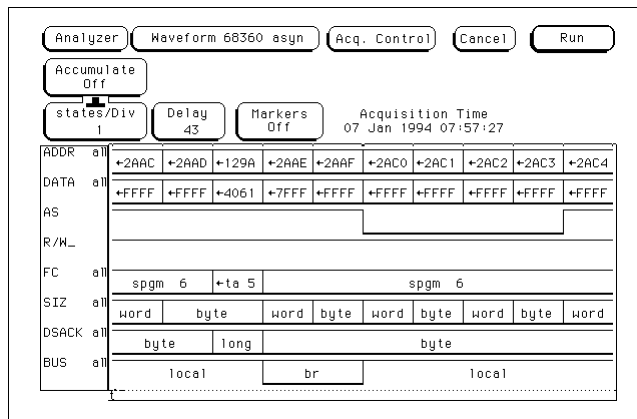 Analyzer Waveform 68360 asyn Acq. Control Cancel Run
Accumulate
Off
states/Div Delay Markers Acquisition Time
1 43 Off 07 Jan 1994 07:57:27
ADDR all ←2AAC ←2AAD ←129A ←2AAE ←2AAF ←2AC0 ←2AC1 ←2AC2 ←2AC3 ←2AC4
DATA all ←FFFF ←FFFF ←4061 ←7FFF ←FFFF ←FFFF ←FFFF ←FFFF ←FFFF ←FFFF
AS
R/W_
FC all spgm 6 ←ta 5 spgm 6
SIZ all word byte word byte word byte word byte word
DSACK all byte long byte
BUS all local br local